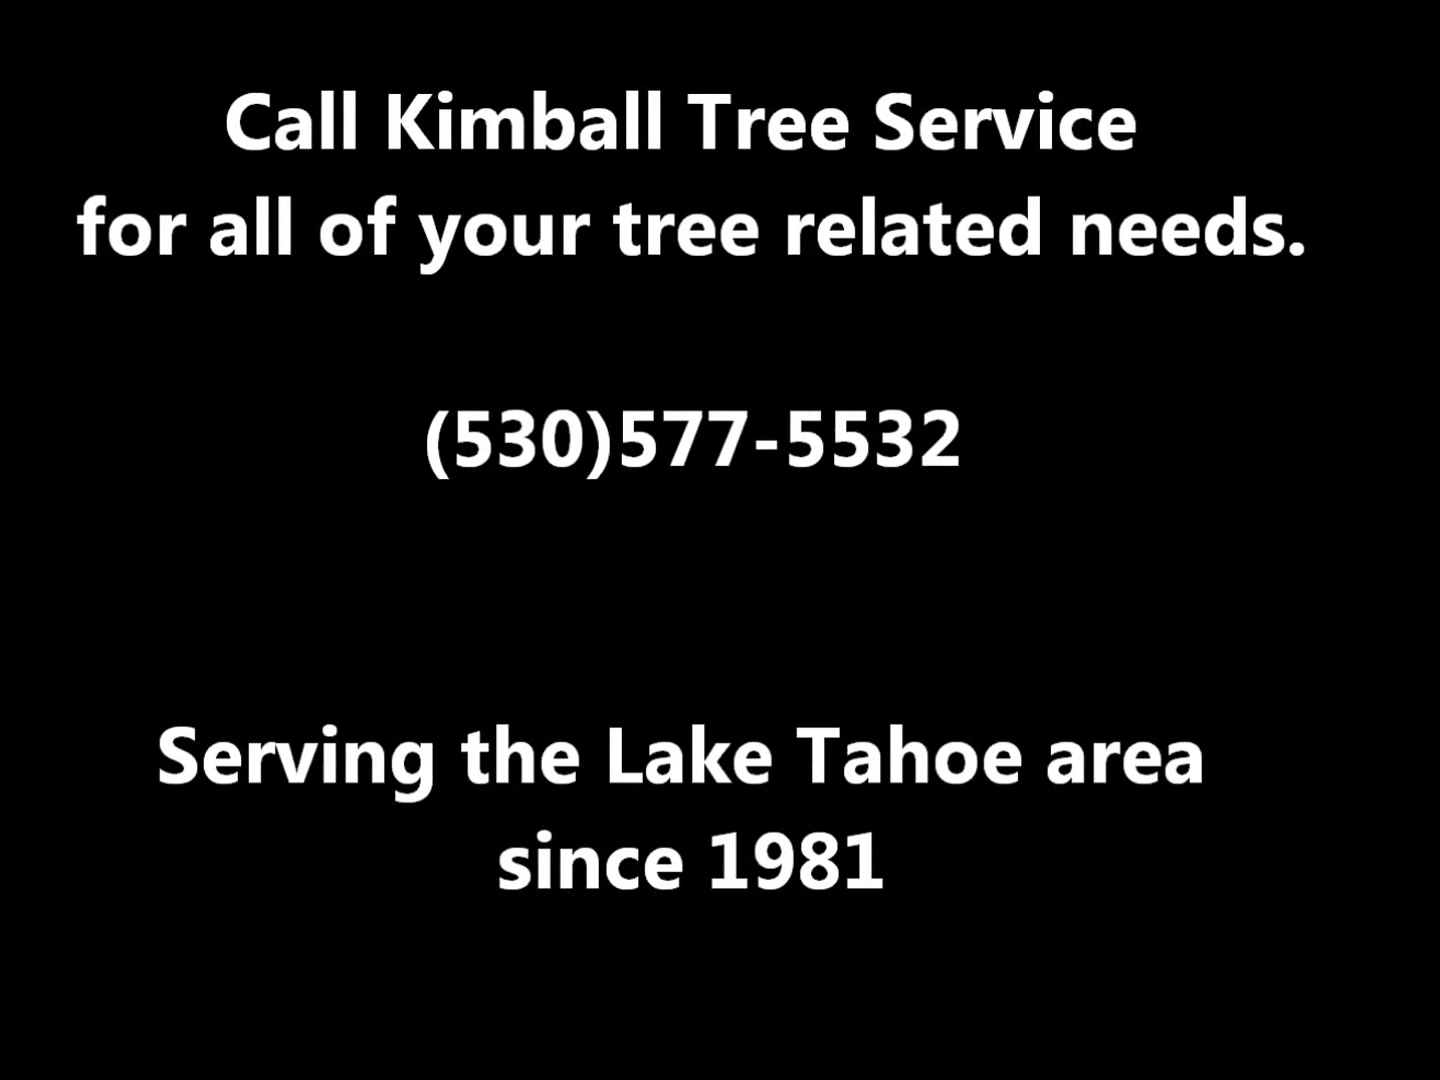 Call Kimball Tree Service
for all of your tree related needs.
(530)577-5532
Serving the Lake Tahoe area
since 1981